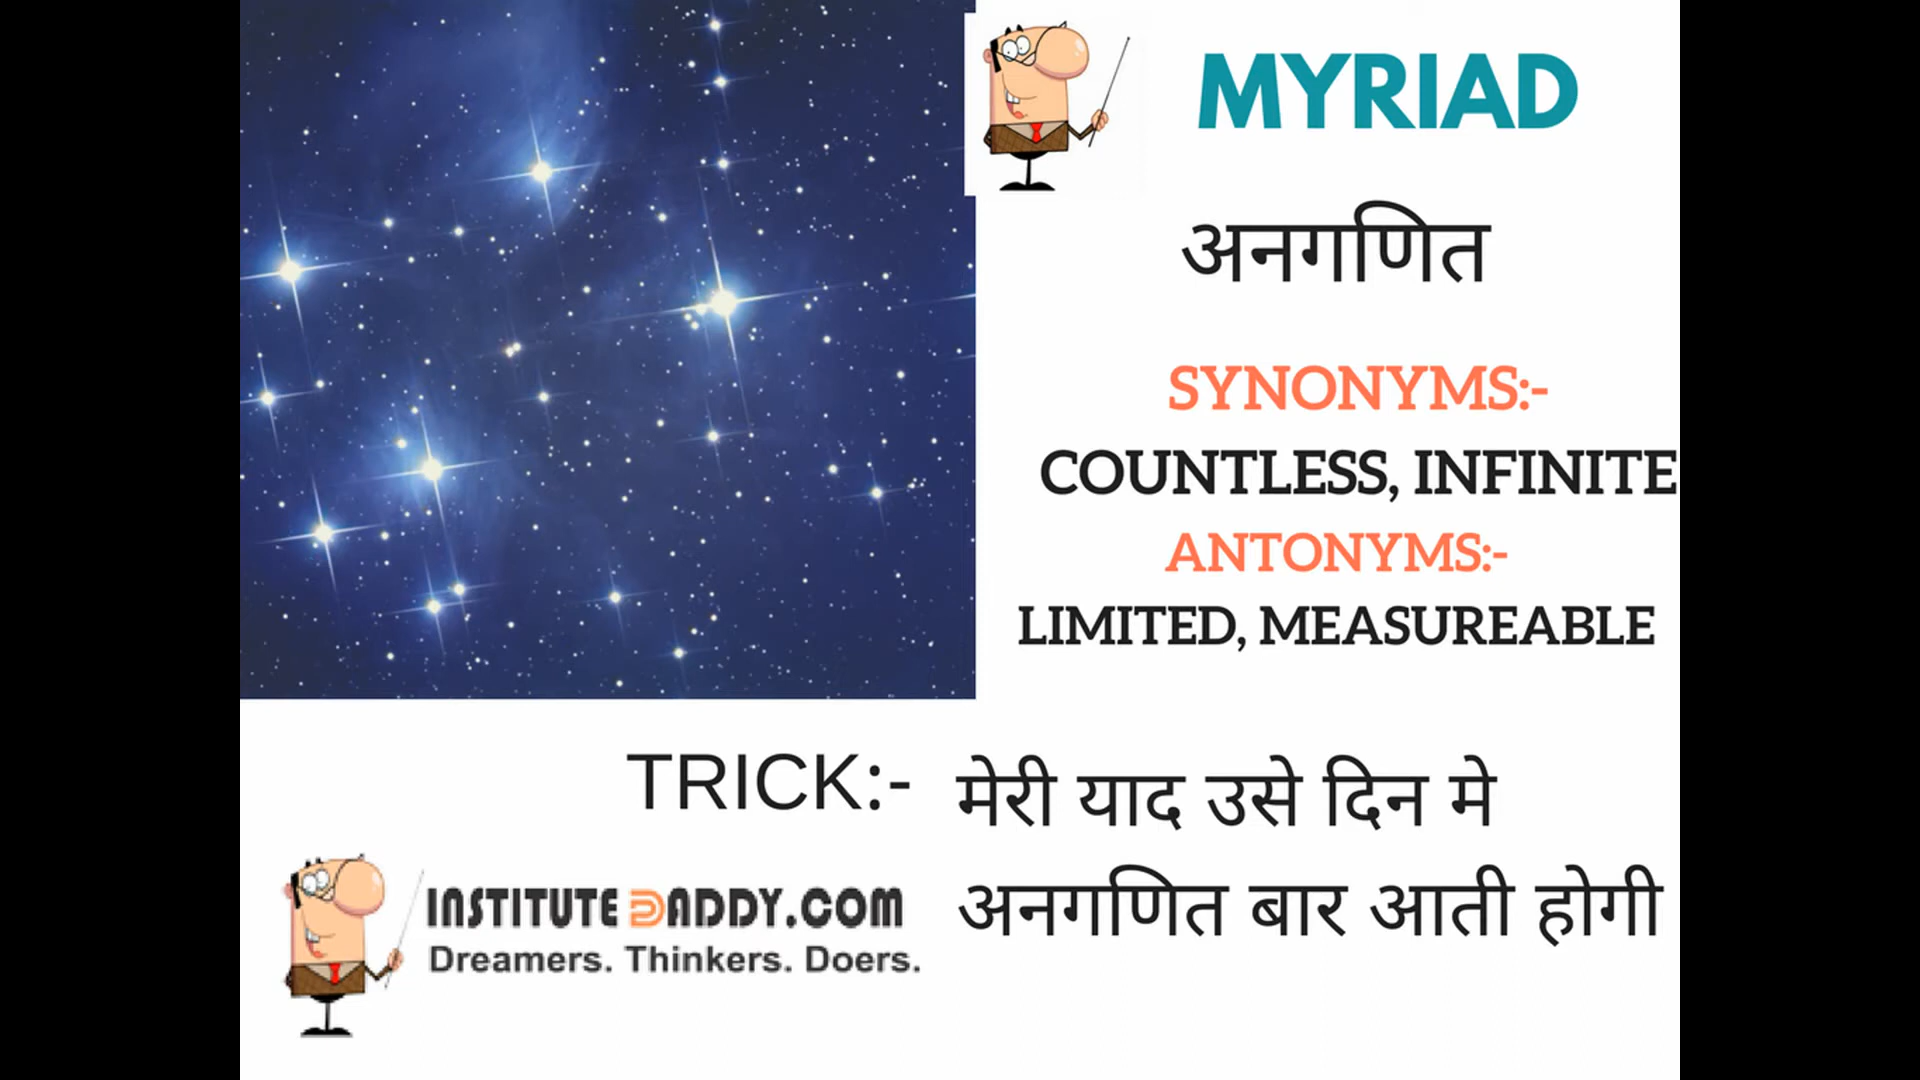 MYRIAD
अनगणित
SYNONYMS:-
COUNTLESS, INFINITE
ANTONYMS:-
LIMITED, MEASUREABLE
TRICK:- मेरी याद उसे दिन मे
अनगणित बार आती होगी
INSTITUTE DADDY.COM
Dreamers. Thinkers. Doers.